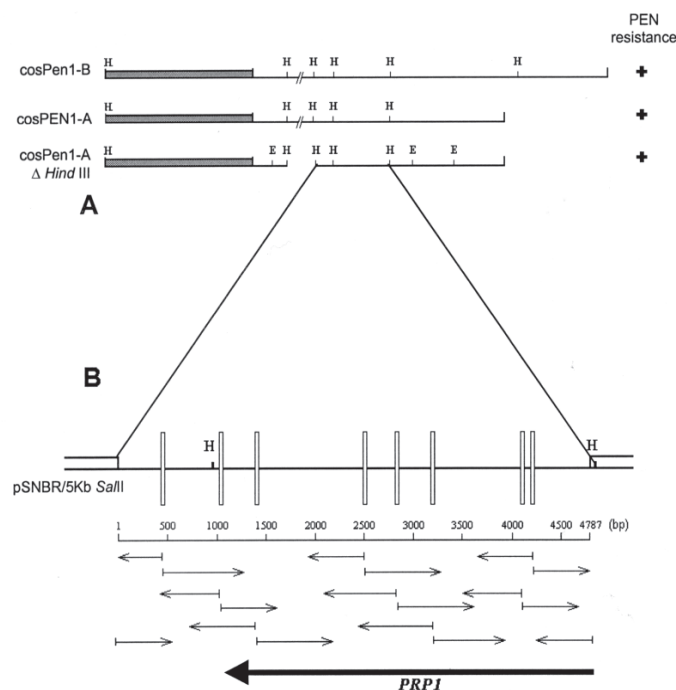 PEN
resistance
cosPen1-B H H H H H H +
cosPEN1-A H H H H H +
cosPen1-A H E H H H H E E +
Δ Hind III
A
B
H H
pSNBR/5Kb SalII
1 500 1000 1500 2000 2500 3000 3500 4000 4500 4787 (bp)
PRP1